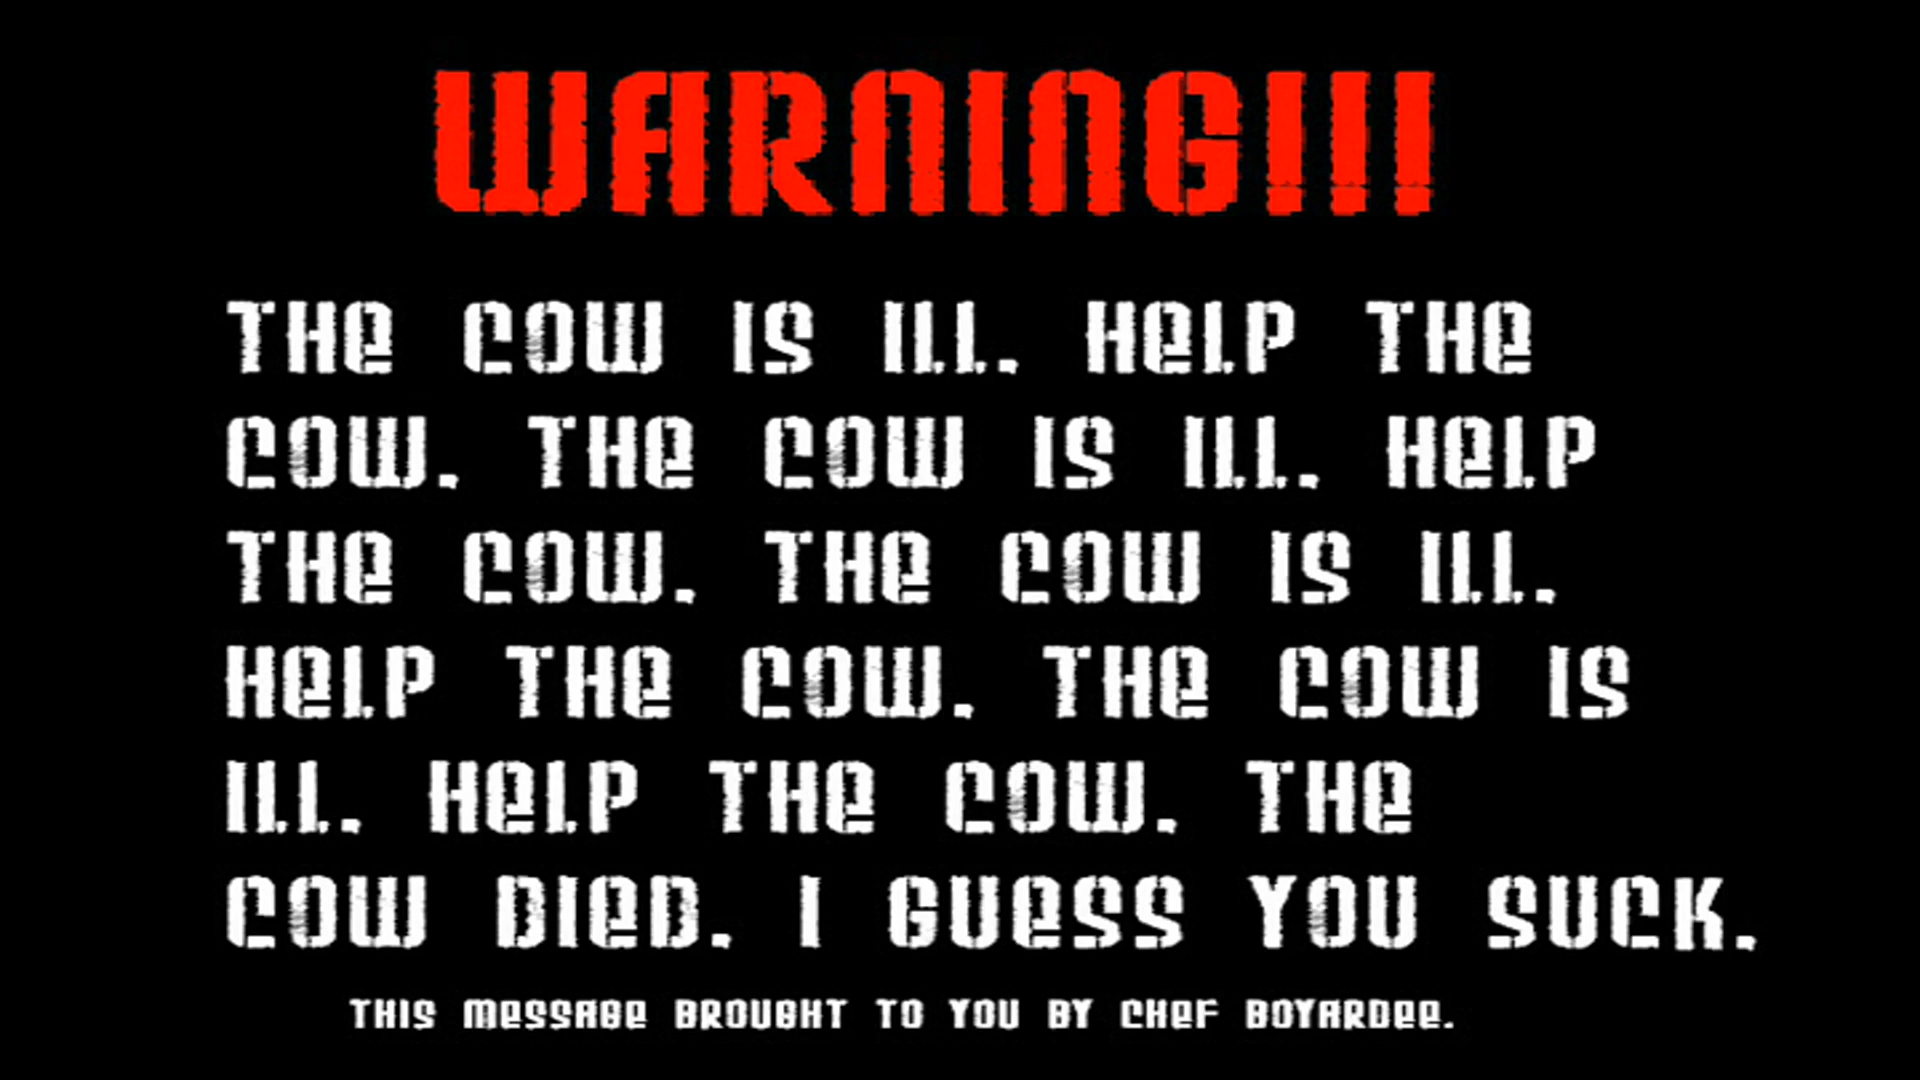 WARNING!!!
THE COW IS ILL. HELP THE
COW. THE COW IS ILL. HELP
THE COW. THE COW IS ILL.
HELP THE COW. THE COW IS
ILL. HELP THE COW. THE
COW DIED. I GUESS YOU SUCK.
THIS MESSAGE BROUGHT TO YOU BY CHEF BOYARDEE.